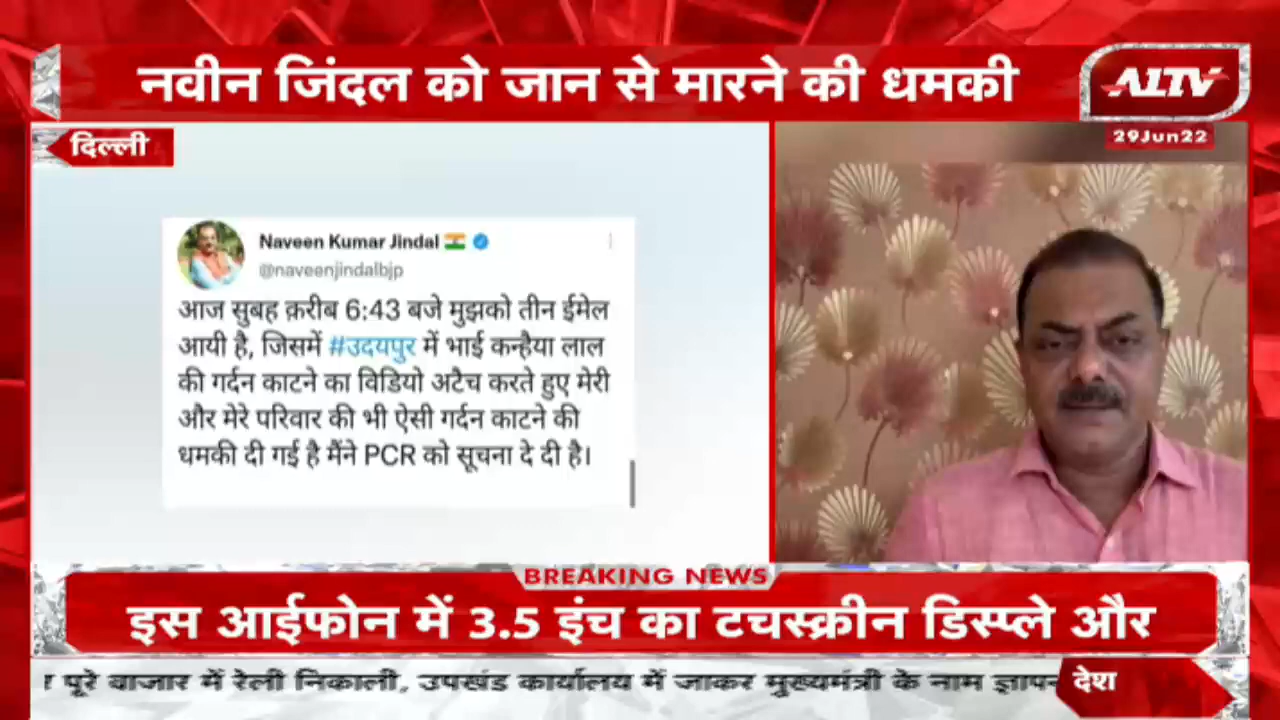 नवीन जिंदल को जान से मारने की धमकी
ALTV
29Jun22
दिल्ली
Naveen Kumar Jindal
@naveenjindalbjp
आज सुबह क़रीब 6:43 बजे मुझको तीन ईमेल
आयी है, जिसमें #उदयपुर में भाई कन्हैया लाल
की गर्दन काटने का विडियो अटैच करते हुए मेरी
और मेरे परिवार की भी ऐसी गर्दन काटने की
धमकी दी गई है मैंने PCR को सूचना दे दी है।
BREAKING NEWS
इस आईफोन में 3.5 इंच का टचस्क्रीन डिस्प्ले और
पूरे बाजार में रेली निकाली, उपखंड कार्यालय में जाकर मुख्यमंत्री के नाम ज्ञापन
देश